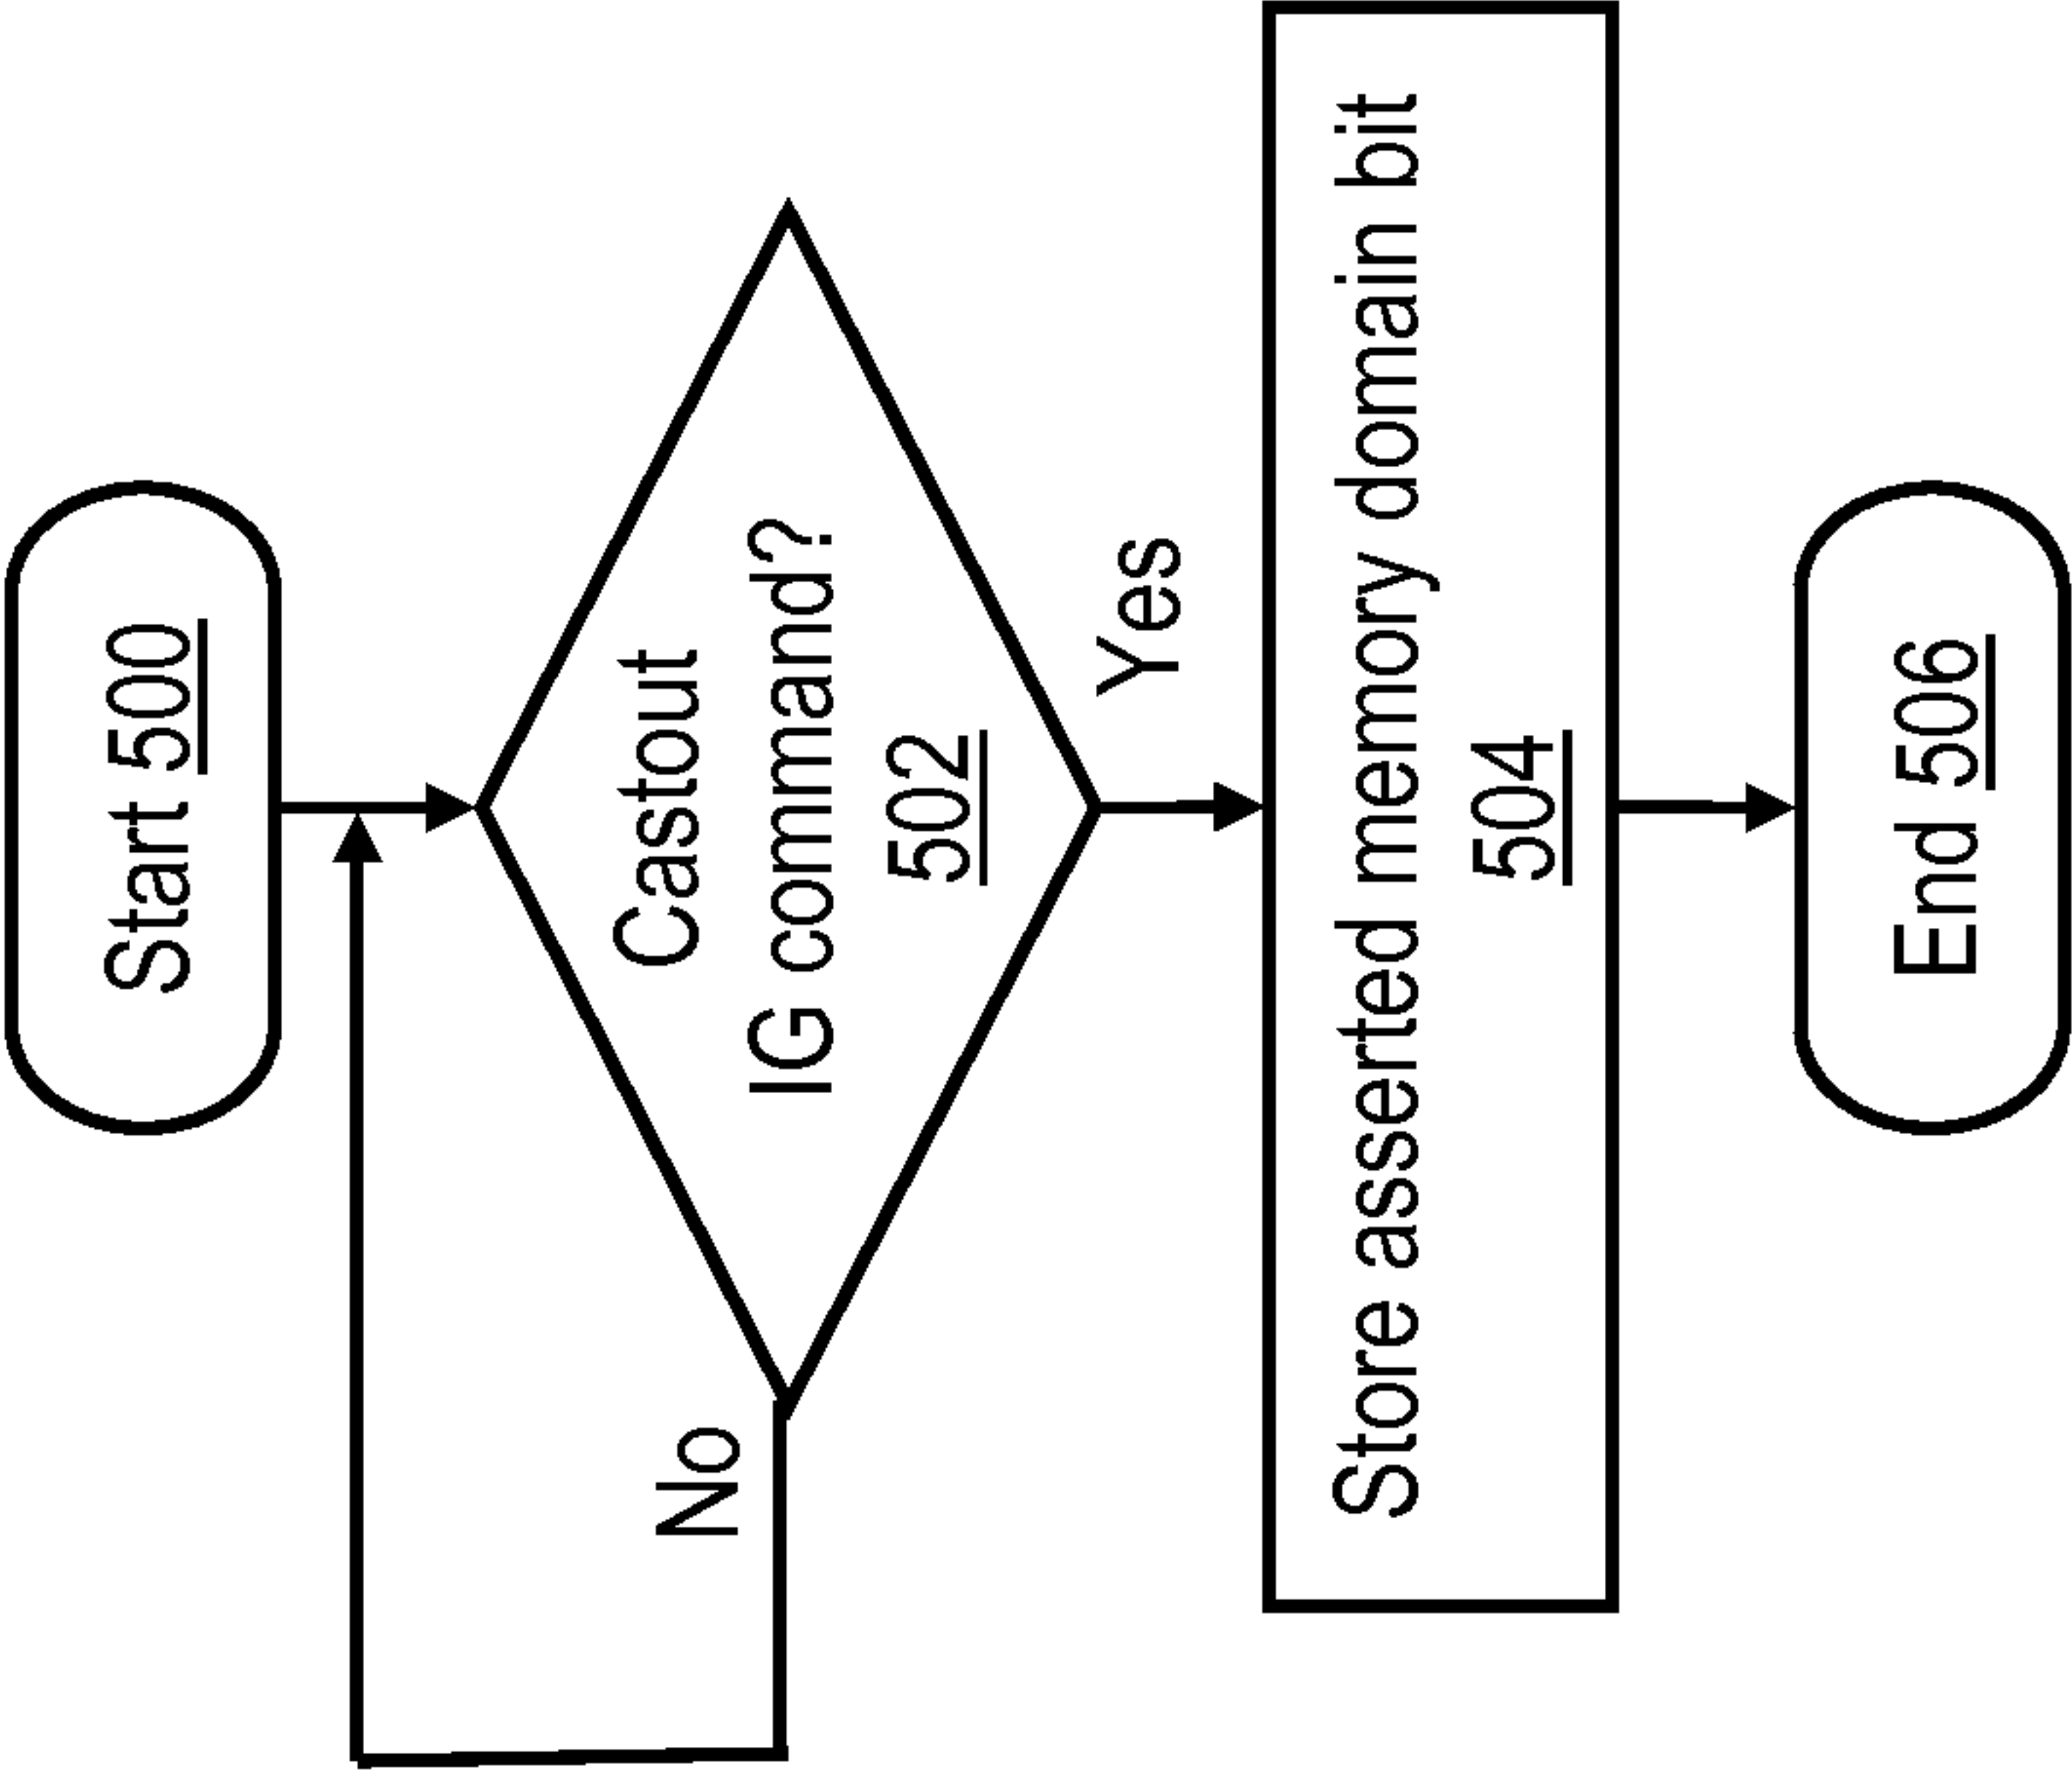 Start 500
Castout
IG command?
502
No
Yes
Store asserted memory domain bit
504
End 506